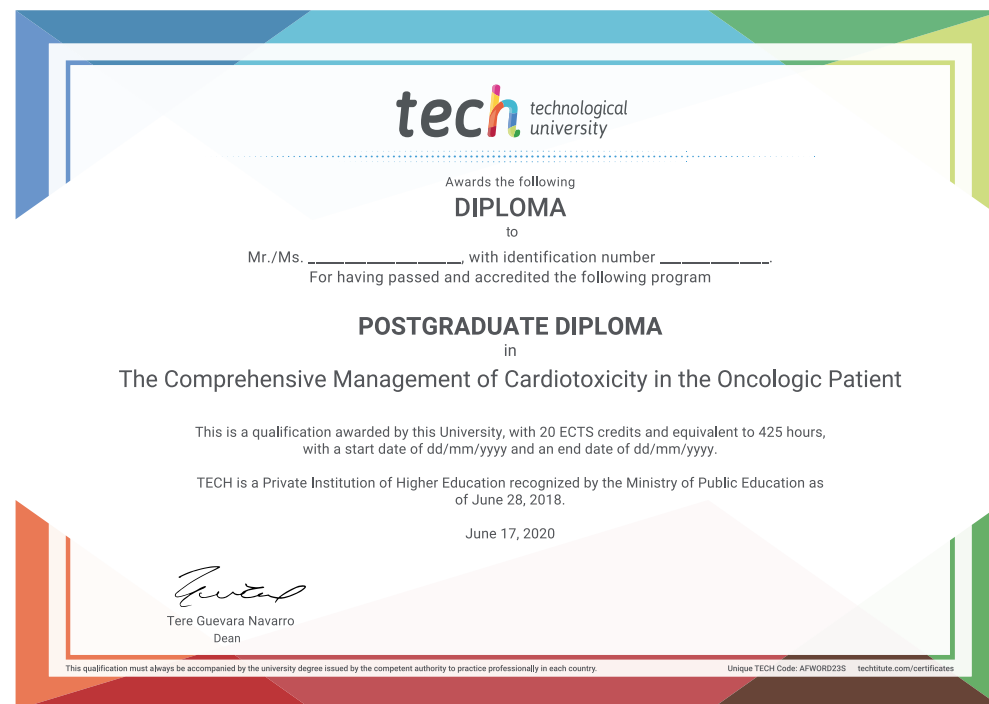 tech technological
university
Awards the following
DIPLOMA
to
Mr./Ms. ____________________, with identification number ______________.
For having passed and accredited the following program
POSTGRADUATE DIPLOMA
in
The Comprehensive Management of Cardiotoxicity in the Oncologic Patient
This is a qualification awarded by this University, with 20 ECTS credits and equivalent to 425 hours,
with a start date of dd/mm/yyyy and an end date of dd/mm/yyyy.
TECH is a Private Institution of Higher Education recognized by the Ministry of Public Education as
of June 28, 2018.
June 17, 2020
Tere Guevara Navarro
Dean
This qualification must always be accompanied by the university degree issued by the competent authority to practice professionally in each country.
Unique TECH Code: AFWORD23S techtitute.com/certificates